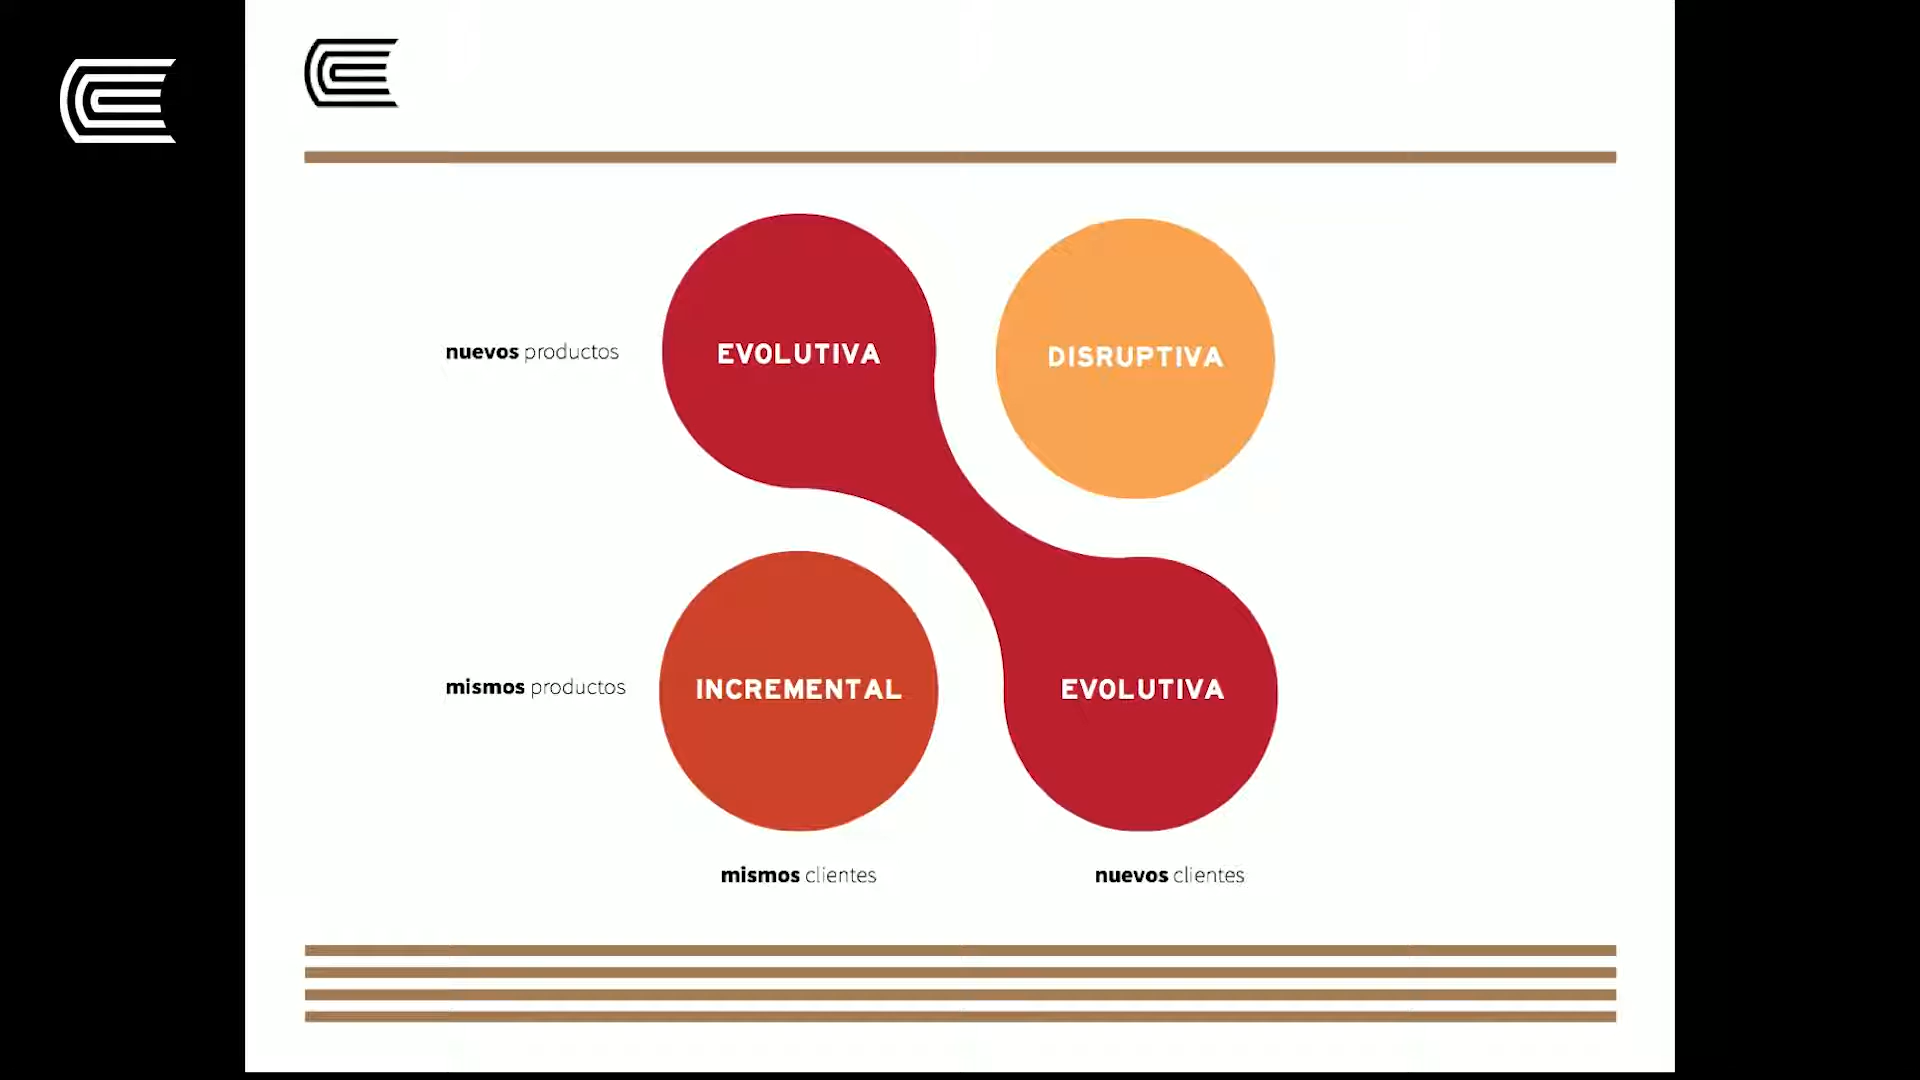 EVOLUTIVA
DISRUPTIVA
nuevos productos
INCREMENTAL
EVOLUTIVA
mismos productos
mismos clientes
nuevos clientes